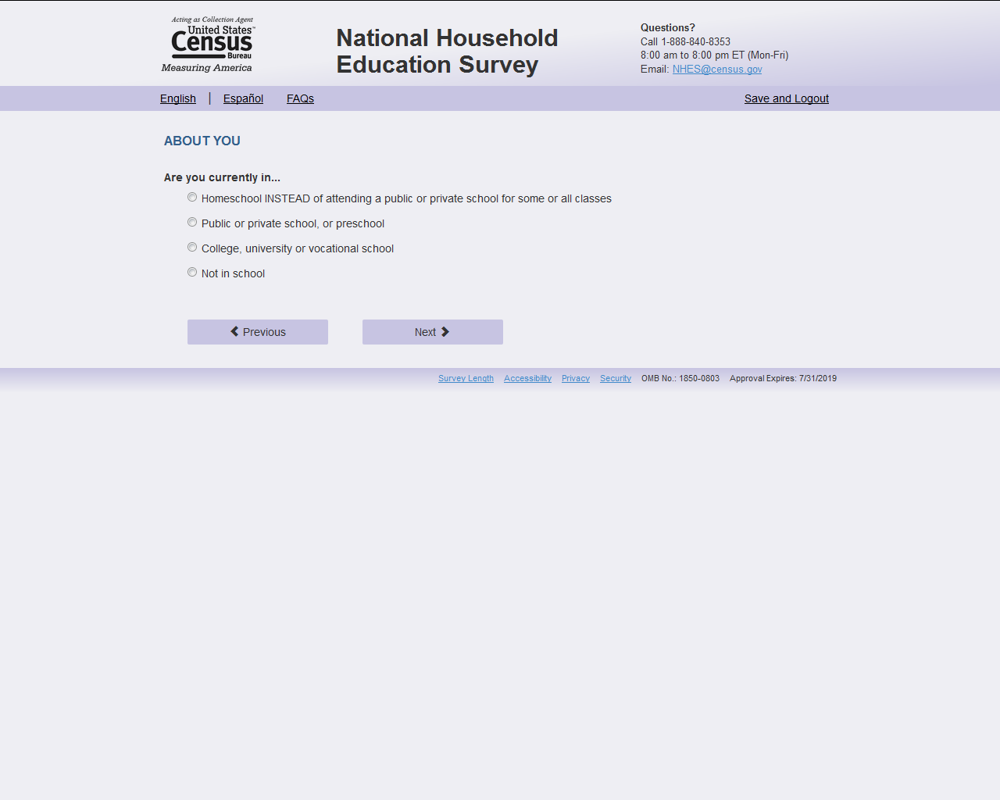 Acting as Collection Agent
United States™
Census
Bureau
Measuring America
National Household
Education Survey
Questions?
Call 1-888-840-8353
8:00 am to 8:00 pm ET (Mon-Fri)
Email: NHES@census.gov
English | Español FAQs Save and Logout
ABOUT YOU
Are you currently in...
Homeschool INSTEAD of attending a public or private school for some or all classes
Public or private school, or preschool
College, university or vocational school
Not in school
Previous Next
Survey Length Accessibility Privacy Security OMB No.: 1850-0803 Approval Expires: 7/31/2019